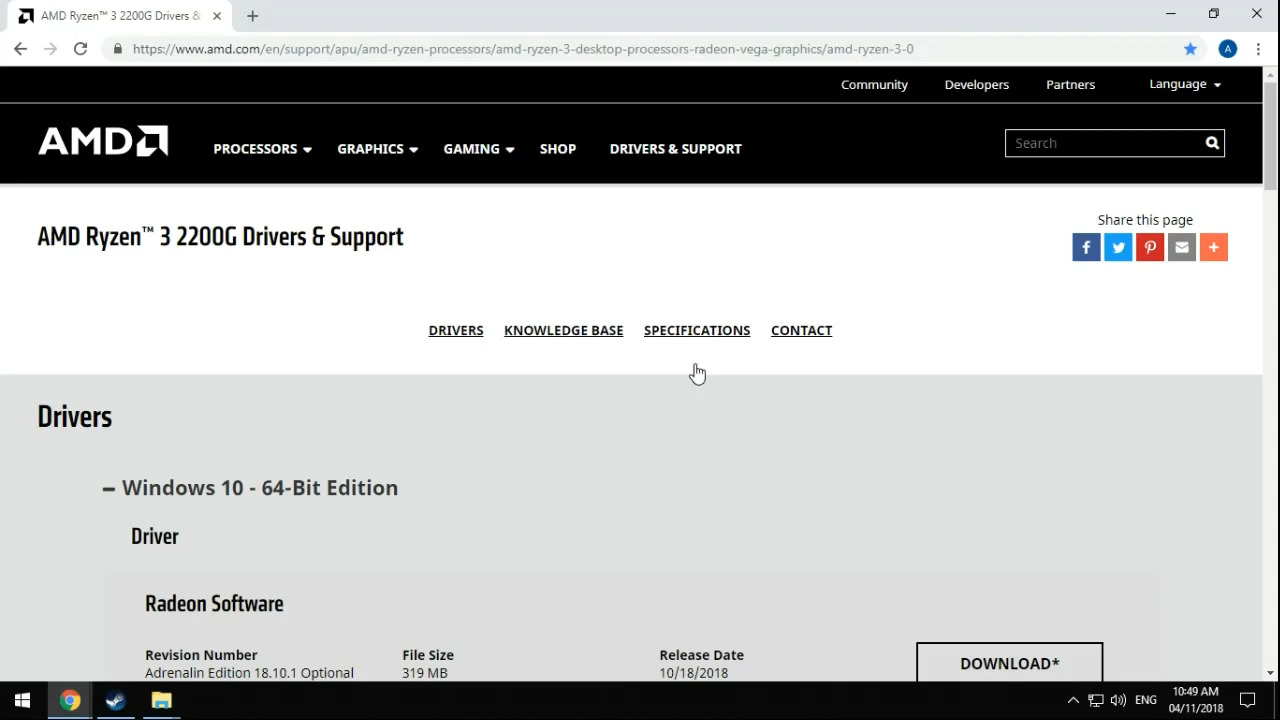 AMD Ryzen™ 3 2200G Drivers &
https://www.amd.com/en/support/apu/amd-ryzen-processors/amd-ryzen-3-desktop-processors-radeon-vega-graphics/amd-ryzen-3-0
A
Community Developers Partners Language
AMD
PROCESSORS GRAPHICS GAMING SHOP DRIVERS & SUPPORT
Search
AMD Ryzen™ 3 2200G Drivers & Support
Share this page
DRIVERS KNOWLEDGE BASE SPECIFICATIONS CONTACT
Drivers
Windows 10 - 64-Bit Edition
Driver
Radeon Software
Revision Number File Size Release Date
Adrenalin Edition 18.10.1 Optional 319 MB 10/18/2018
DOWNLOAD*
ENG
10:49 AM
04/11/2018